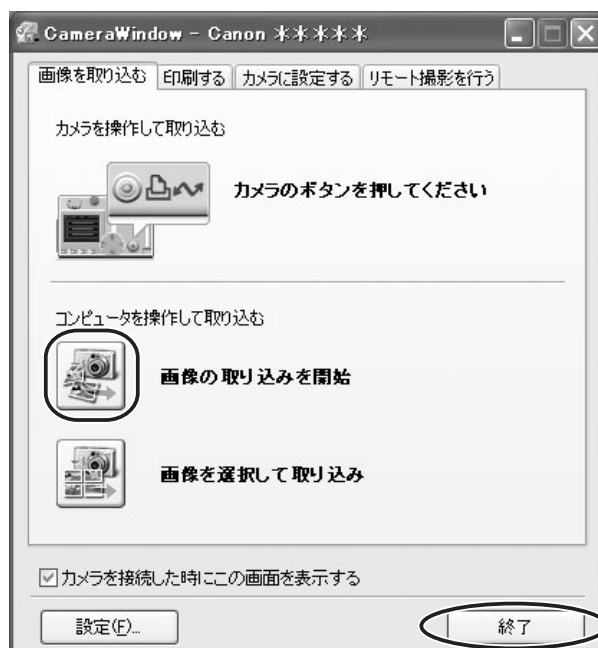 CameraWindow - Canon ＊＊＊＊＊
画像を取り込む 印刷する カメラに設定する リモート撮影を行う
カメラを操作して取り込む
カメラのボタンを押してください
コンピュータを操作して取り込む
画像の取り込みを開始
画像を選択して取り込み
カメラを接続した時にこの画面を表示する
設定(F)... 終了